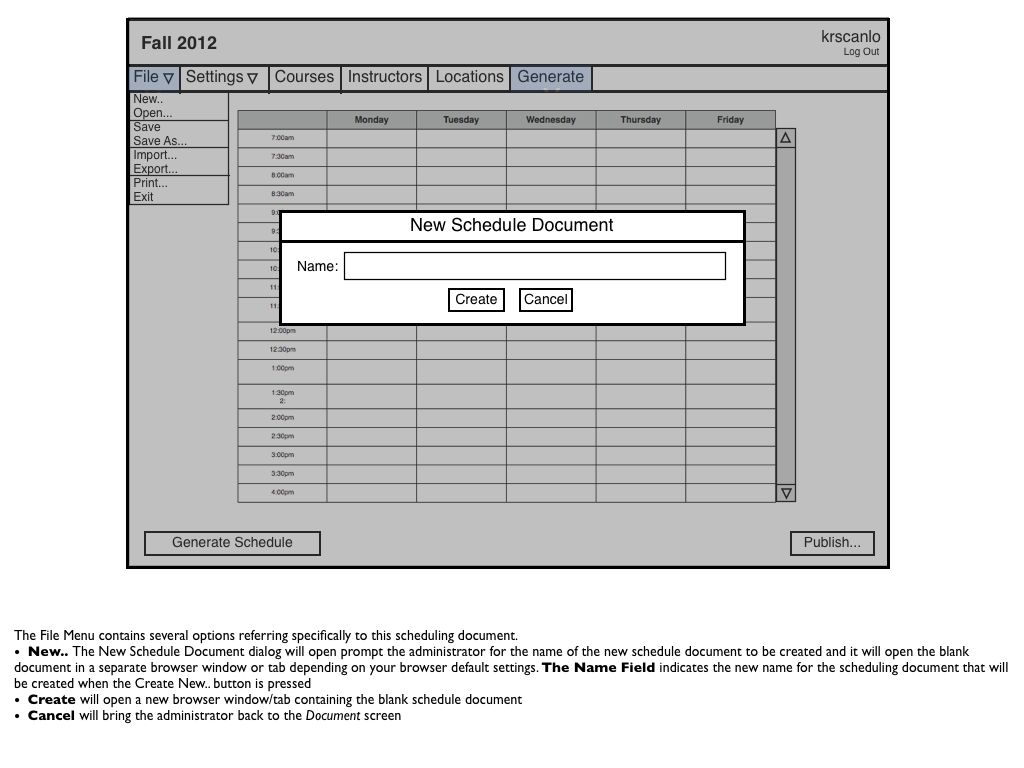 Fall 2012
krscanlo
Log Out
File ▽ Settings ▽ Courses Instructors Locations Generate
New..
Open...
Save
Save As...
Import...
Export...
Print...
Exit
Monday Tuesday Wednesday Thursday Friday
7:00am
7:30am
8:00am
8:30am
9:0
9:
10:
10:
11:
11:
New Schedule Document
Name:
Create Cancel
12:00pm
12:30pm
1:00pm
1:30pm
2:
2:00pm
2:30pm
3:00pm
3:30pm
4:00pm
Generate Schedule Publish...
The File Menu contains several options referring specifically to this scheduling document.
• New.. The New Schedule Document dialog will open prompt the administrator for the name of the new schedule document to be created and it will open the blank
document in a separate browser window or tab depending on your browser default settings. The Name Field indicates the new name for the scheduling document that will
be created when the Create New.. button is pressed
• Create will open a new browser window/tab containing the blank schedule document
• Cancel will bring the administrator back to the Document screen